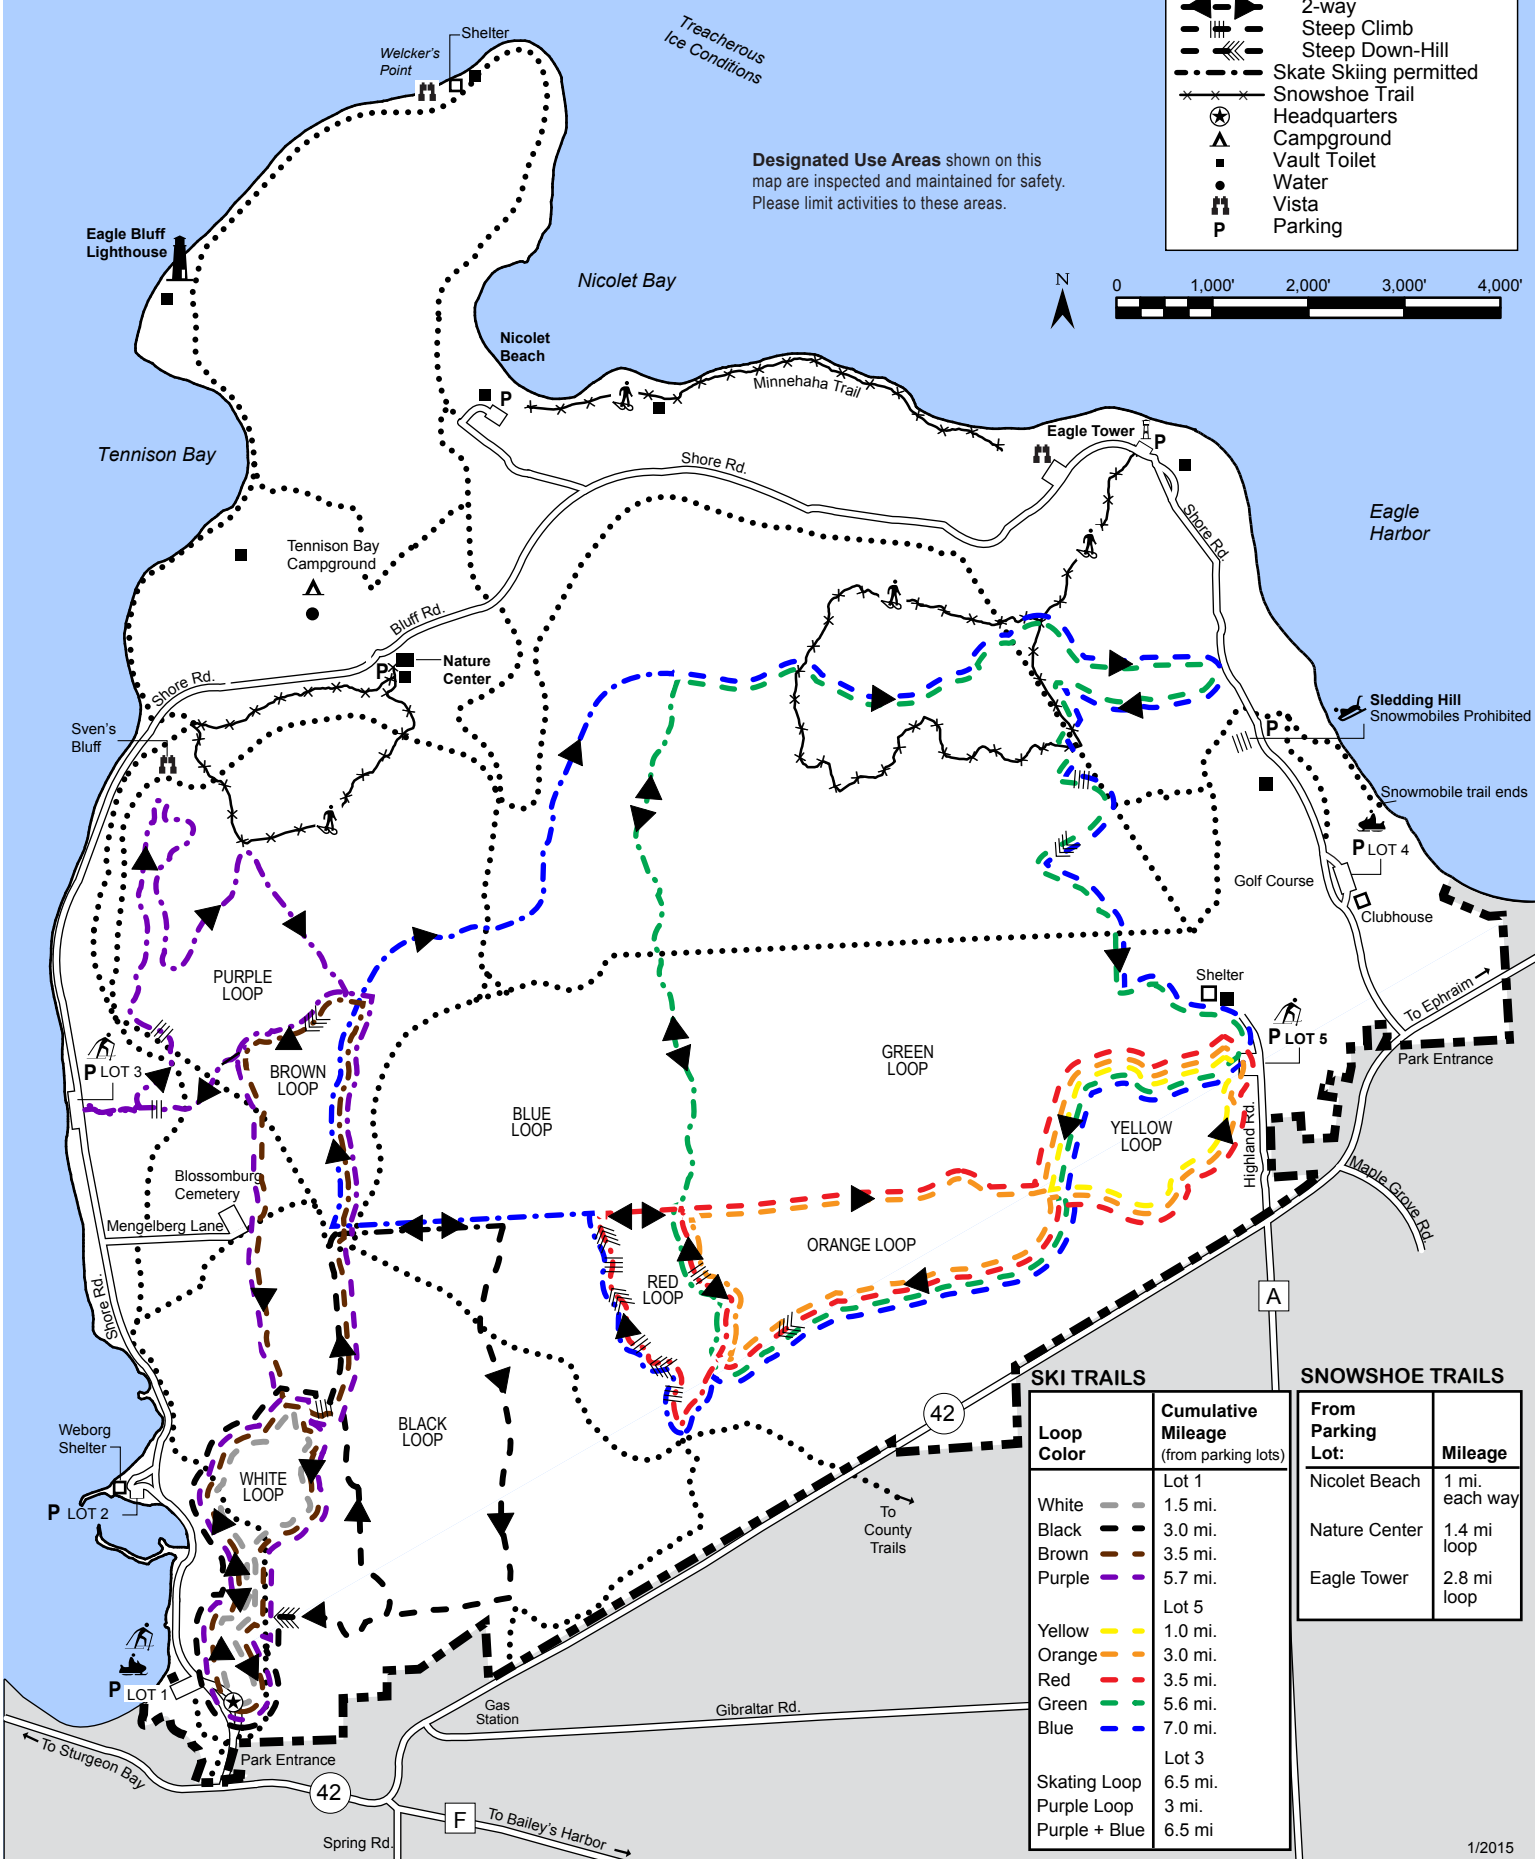 2-way
Steep Climb
Steep Down-Hill
Skate Skiing permitted
Snowshoe Trail
Headquarters
Campground
Vault Toilet
Water
Vista
P Parking
Shelter
Welcker's
Point
Treacherous
Ice Conditions
Designated Use Areas shown on this
map are inspected and maintained for safety.
Please limit activities to these areas.
Eagle Bluff
Lighthouse
Nicolet Bay
N
0 1,000' 2,000' 3,000' 4,000'
Nicolet
Beach
P
Minnehaha Trail
Eagle Tower
P
Tennison Bay
Shore Rd.
Shore Rd.
Eagle
Harbor
Tennison Bay
Campground
Bluff Rd.
P
Nature
Center
Shore Rd.
Sven's
Bluff
Sledding Hill
Snowmobiles Prohibited
P
Snowmobile trail ends
P LOT 4
Golf Course
Clubhouse
PURPLE
LOOP
Shelter
To Ephraim
P LOT 5
Park Entrance
P LOT 3
BROWN
LOOP
GREEN
LOOP
BLUE
LOOP
YELLOW
LOOP
Highland Rd.
Maple Grove Rd.
Blossomburg
Cemetery
Mengelberg Lane
ORANGE LOOP
RED
LOOP
Shore Rd.
A
42
BLACK
LOOP
Weborg
Shelter
WHITE
LOOP
P LOT 2
To
County
Trails
P LOT 1
Gas
Station
Gibraltar Rd.
Park Entrance
To Sturgeon Bay
42
F
To Bailey's Harbor
Spring Rd.
SKI TRAILS
Loop
Color
Cumulative
Mileage
(from parking lots)
Lot 1
White 1.5 mi.
Black 3.0 mi.
Brown 3.5 mi.
Purple 5.7 mi.
Lot 5
Yellow 1.0 mi.
Orange 3.0 mi.
Red 3.5 mi.
Green 5.6 mi.
Blue 7.0 mi.
Lot 3
Skating Loop 6.5 mi.
Purple Loop 3 mi.
Purple + Blue 6.5 mi
SNOWSHOE TRAILS
From
Parking
Lot:
Mileage
Nicolet Beach 1 mi.
each way
Nature Center 1.4 mi
loop
Eagle Tower 2.8 mi
loop
1/2015